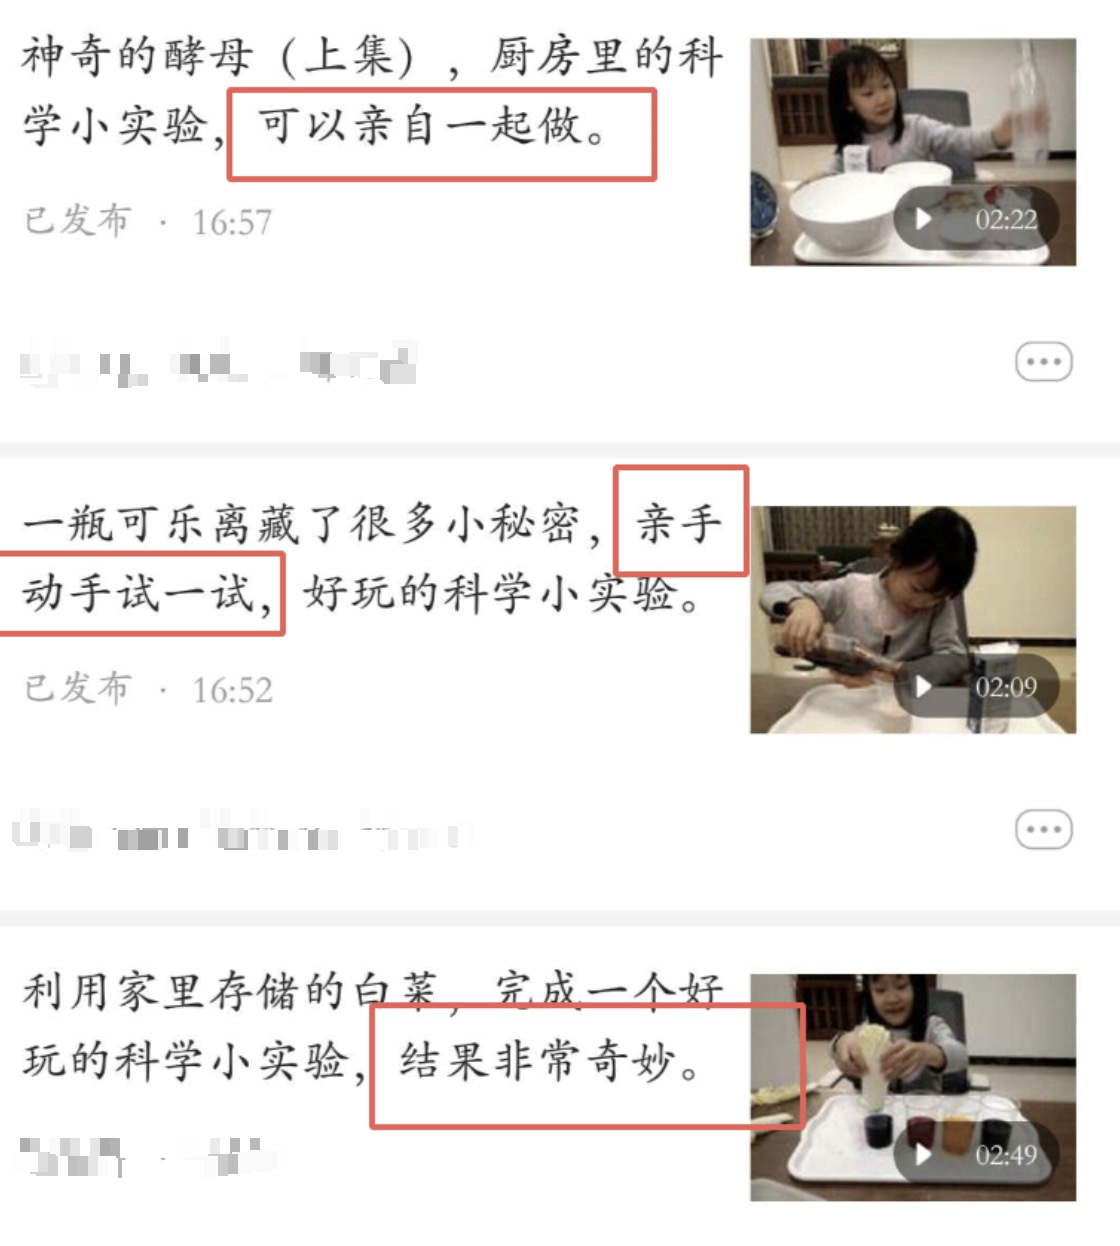 神奇的酵母（上集），厨房里的科
学小实验，可以亲自一起做。
已发布 · 16:57
02:22
一瓶可乐离藏了很多小秘密，亲手
动手试一试，好玩的科学小实验。
已发布 · 16:52
02:09
利用家里存储的白菜，完成一个好
玩的科学小实验，结果非常奇妙。
02:49